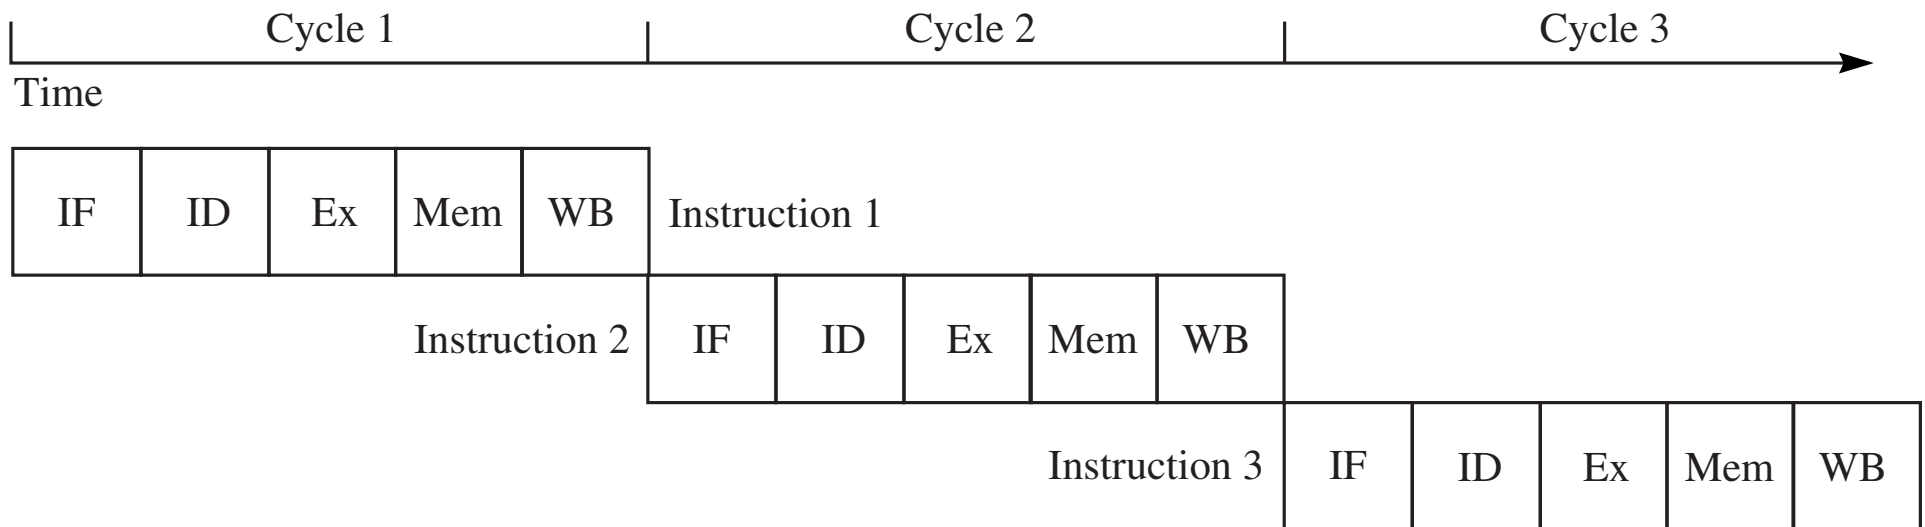 Cycle 1 Cycle 2 Cycle 3
Time
IF ID Ex Mem WB Instruction 1
Instruction 2 IF ID Ex Mem WB
Instruction 3 IF ID Ex Mem WB